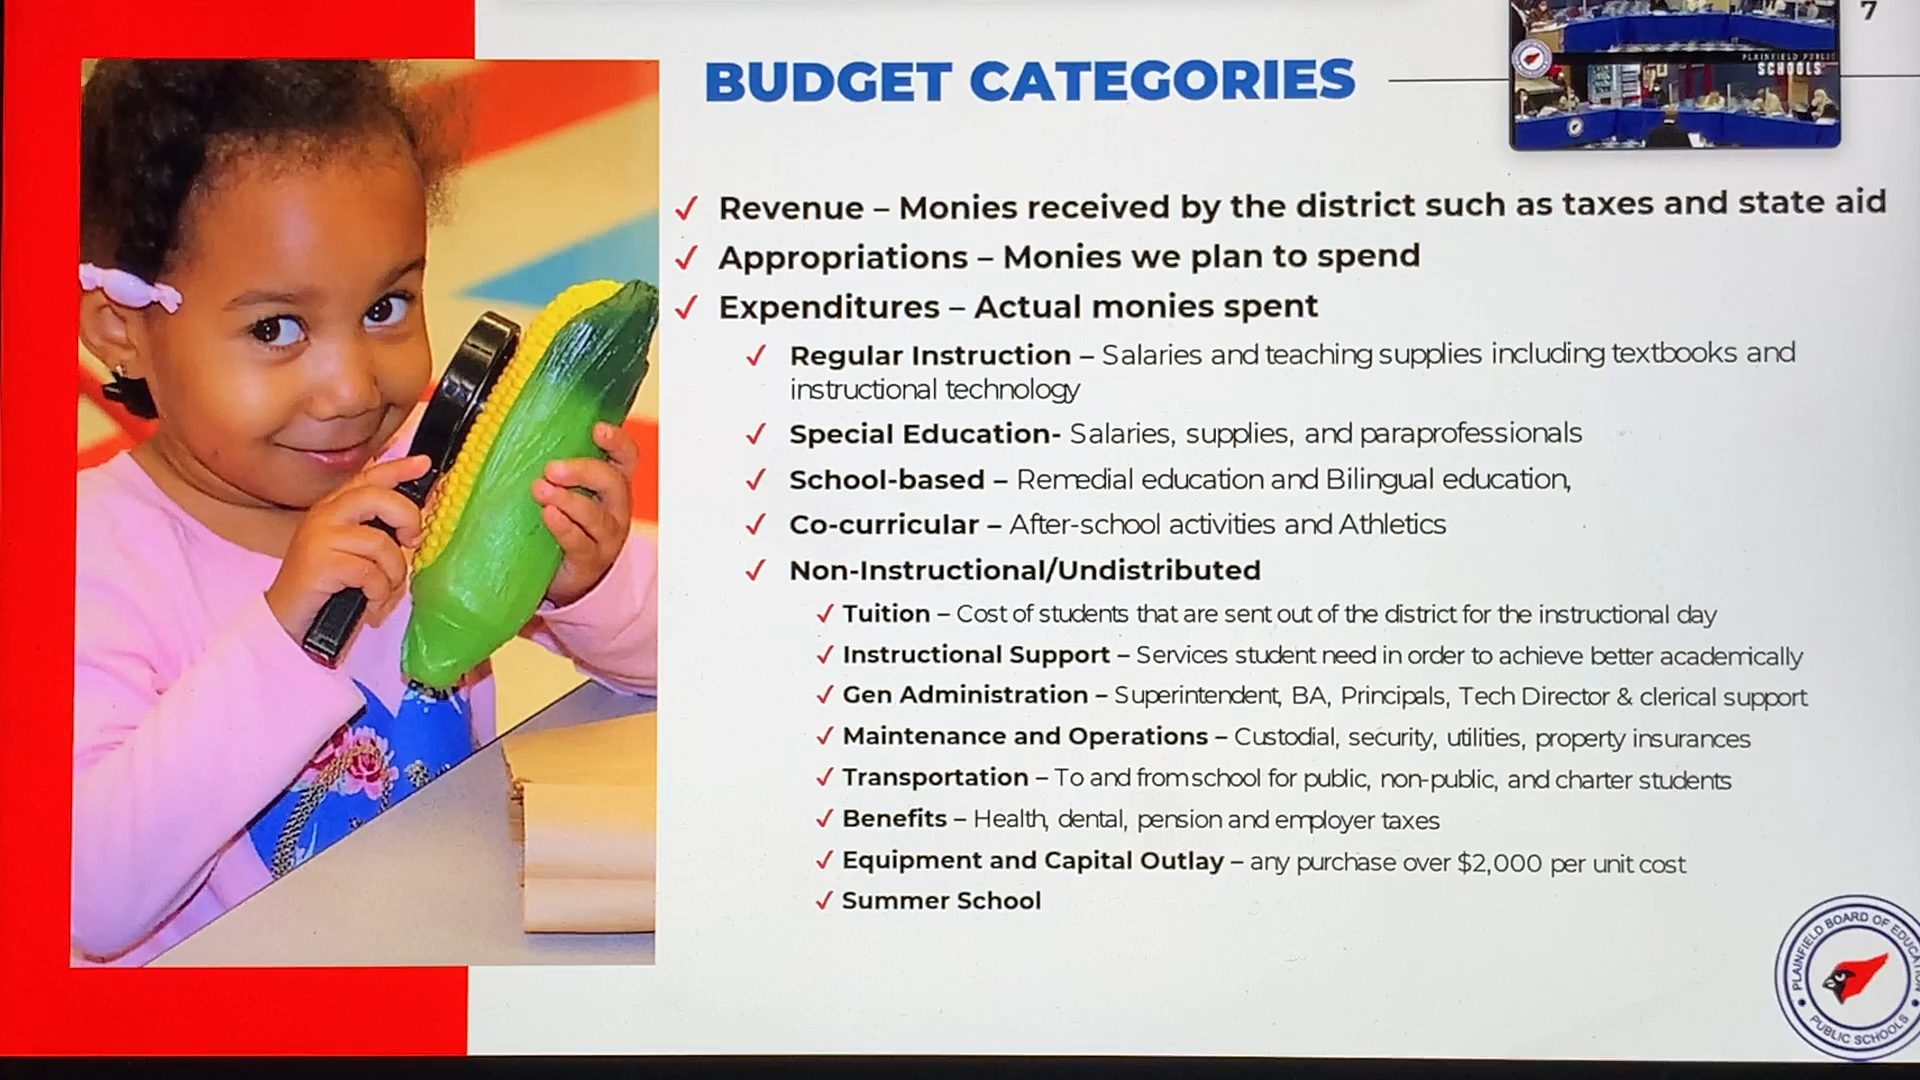 7
BUDGET CATEGORIES
PLAINFIELD PUBLIC
SCHOOLS
✓ Revenue – Monies received by the district such as taxes and state aid
✓ Appropriations – Monies we plan to spend
✓ Expenditures – Actual monies spent
✓ Regular Instruction – Salaries and teaching supplies including textbooks and
instructional technology
✓ Special Education- Salaries, supplies, and paraprofessionals
✓ School-based – Remedial education and Bilingual education,
✓ Co-curricular – After-school activities and Athletics
✓ Non-Instructional/Undistributed
✓ Tuition – Cost of students that are sent out of the district for the instructional day
✓ Instructional Support – Services student need in order to achieve better academically
✓ Gen Administration – Superintendent, BA, Principals, Tech Director & clerical support
✓ Maintenance and Operations – Custodial, security, utilities, property insurances
✓ Transportation – To and from school for public, non-public, and charter students
✓ Benefits – Health, dental, pension and employer taxes
✓ Equipment and Capital Outlay – any purchase over $2,000 per unit cost
✓ Summer School
PLAINFIELD BOARD OF EDUCATION
PUBLIC SCHOOLS